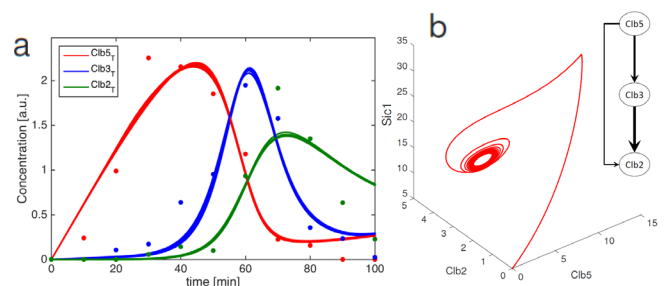 a
Clb5T
Clb3T
Clb2T
Concentration [a.u.]
2
1.5
1
0.5
0
0 20 40 60 80 100
time [min]
b
Sic1
35
30
25
20
15
10
5
5
4
3
2
1
0
Clb2
0
5
10
15
Clb5
Clb5
Clb3
Clb2